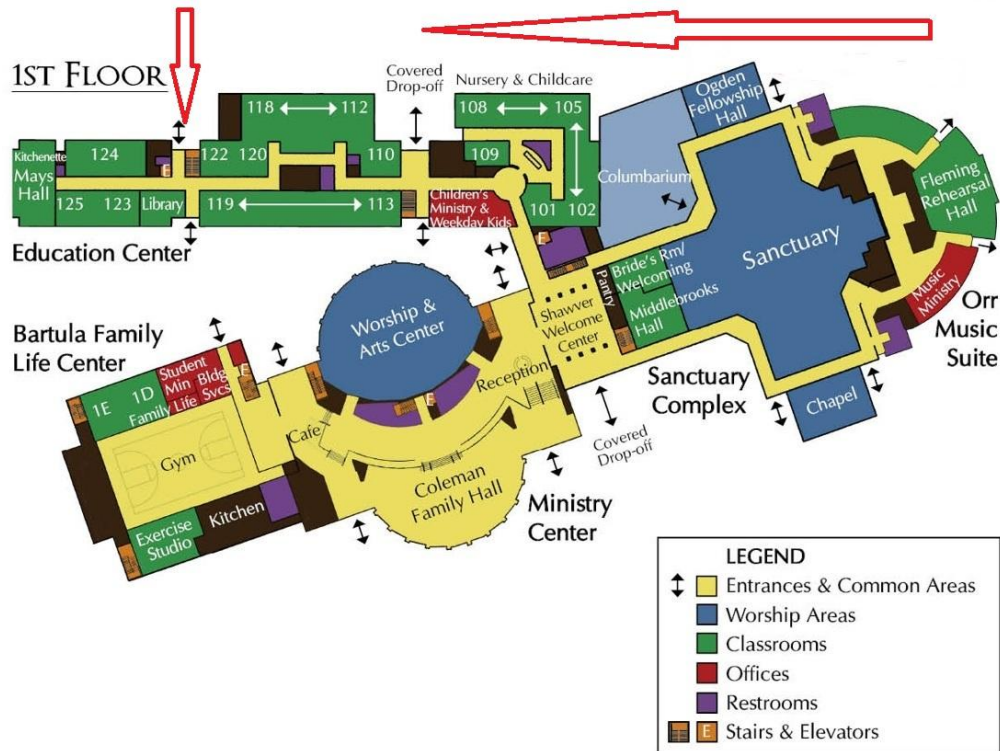 1ST FLOOR
Covered
Drop-off
Nursery & Childcare
Ogden
Fellowship
Hall
118
112
108
105
Kitchenette
Mays
Hall
124
E
122
120
110
109
125
123
Library
119
113
Children's
Ministry &
Weekday Kids
101
102
Columbarium
Fleming
Rehearsal
Hall
Education Center
E
Sanctuary
Bride's Rm/
Welcoming
Middlebrooks
Hall
Pantry
Shawver
Welcome
Center
Music
Ministry
Orr
Music
Suite
Worship &
Arts Center
Bartula Family
Life Center
Student
Min
Bldg
Svcs
E
1E
1D
Family
Life
Reception
E
Sanctuary
Complex
Chapel
Cafe
Gym
Covered
Drop-off
Coleman
Family Hall
Ministry
Center
Kitchen
Exercise
Studio
LEGEND
Entrances & Common Areas
Worship Areas
Classrooms
Offices
Restrooms
E Stairs & Elevators